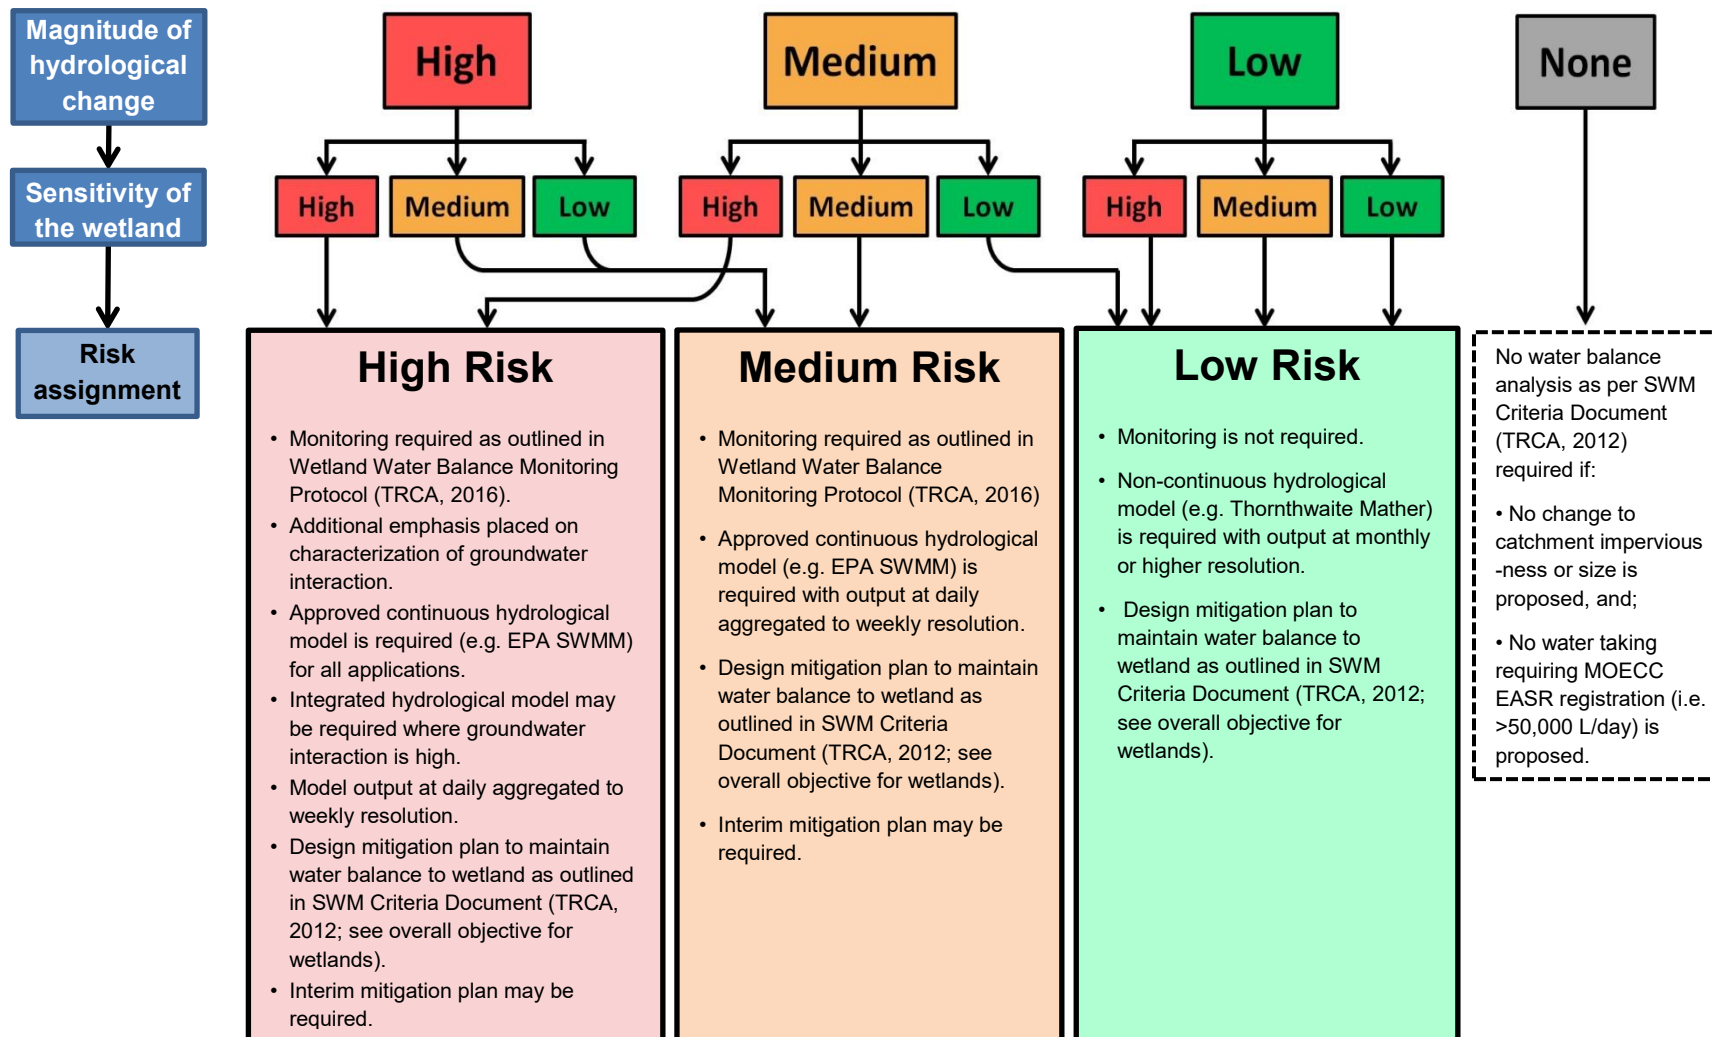 Magnitude of
hydrological
change
High
Medium
Low
None
Sensitivity of
the wetland
High
Medium
Low
High
Medium
Low
High
Medium
Low
Risk
assignment
High Risk
• Monitoring required as outlined in
Wetland Water Balance Monitoring
Protocol (TRCA, 2016).
• Additional emphasis placed on
characterization of groundwater
interaction.
• Approved continuous hydrological
model is required (e.g. EPA SWMM)
for all applications.
• Integrated hydrological model may
be required where groundwater
interaction is high.
• Model output at daily aggregated to
weekly resolution.
• Design mitigation plan to maintain
water balance to wetland as outlined
in SWM Criteria Document (TRCA,
2012; see overall objective for
wetlands).
• Interim mitigation plan may be
required.
Medium Risk
• Monitoring required as outlined in
Wetland Water Balance
Monitoring Protocol (TRCA, 2016)
• Approved continuous hydrological
model (e.g. EPA SWMM) is
required with output at daily
aggregated to weekly resolution.
• Design mitigation plan to maintain
water balance to wetland as
outlined in SWM Criteria
Document (TRCA, 2012; see
overall objective for wetlands).
• Interim mitigation plan may be
required.
Low Risk
• Monitoring is not required.
• Non-continuous hydrological
model (e.g. Thornthwaite Mather)
is required with output at monthly
or higher resolution.
• Design mitigation plan to
maintain water balance to
wetland as outlined in SWM
Criteria Document (TRCA, 2012;
see overall objective for
wetlands).
No water balance
analysis as per SWM
Criteria Document
(TRCA, 2012)
required if:
• No change to
catchment impervious
-ness or size is
proposed, and;
• No water taking
requiring MOECC
EASR registration (i.e.
>50,000 L/day) is
proposed.